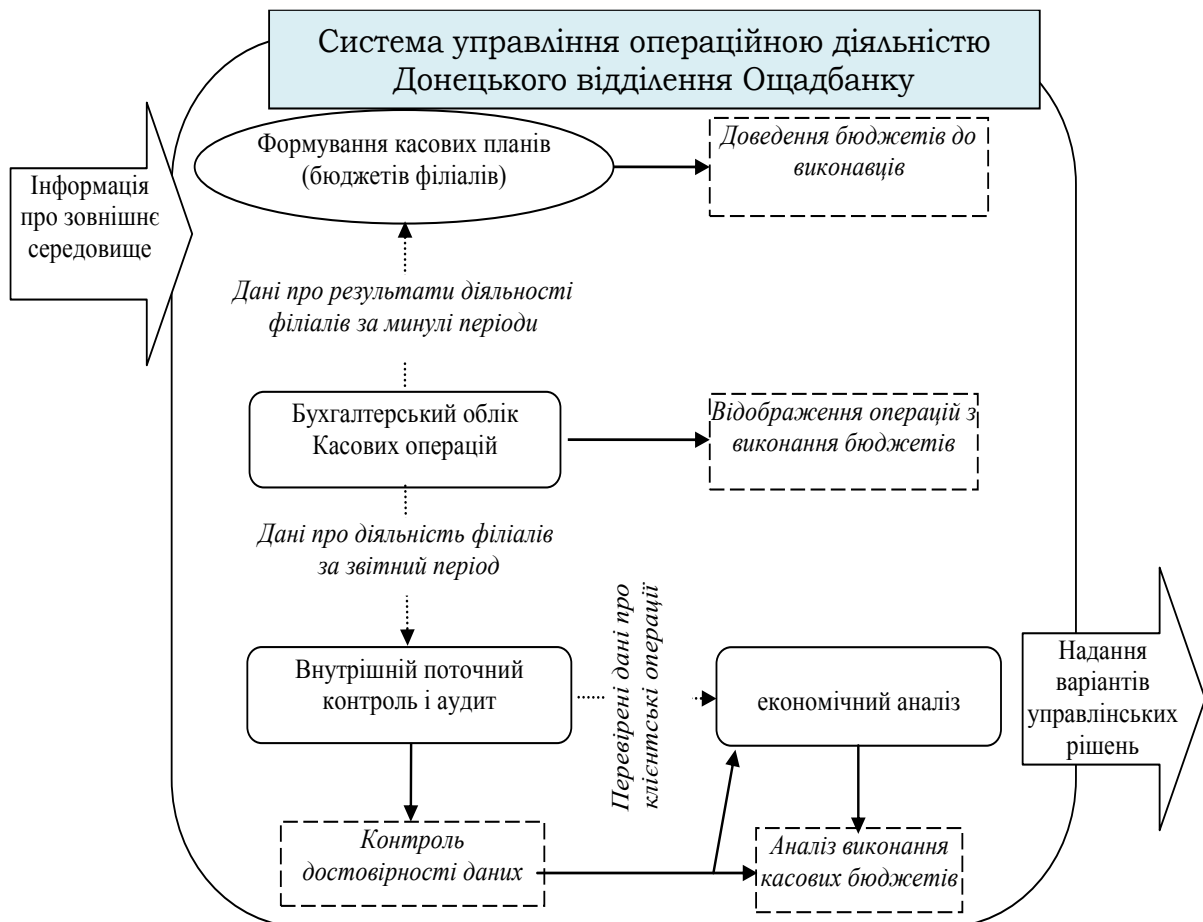 Система управління операційною діяльністю
Донецького відділення Ощадбанку
Формування касових планів
(бюджетів філіалів)
Доведення бюджетів до
виконавців
Інформація
про зовнішнє
середовище
Дані про результати діяльності
філіалів за минулі періоди
Бухгалтерський облік
Касових операцій
Відображення операцій з
виконання бюджетів
Дані про діяльність філіалів
за звітний період
Перевірені дані про
клієнтські операції
Внутрішній поточний
контроль і аудит
економічний аналіз
Надання
варіантів
управлінських
рішень
Контроль
достовірності даних
Аналіз виконання
касових бюджетів